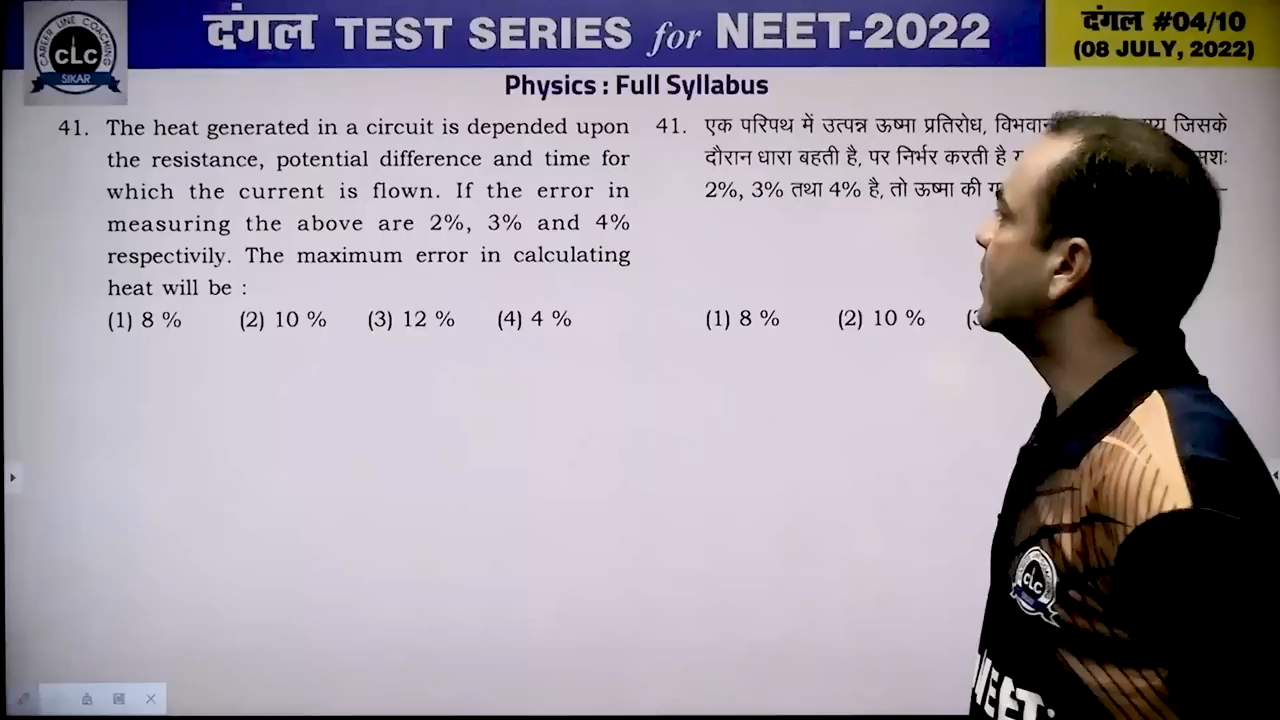 दंगल TEST SERIES for NEET-2022
दंगल #04/10
(08 JULY, 2022)
CAREER LINE COACHING
CLC
SIKAR
Physics : Full Syllabus
41. The heat generated in a circuit is depended upon
the resistance, potential difference and time for
which the current is flown. If the error in
measuring the above are 2%, 3% and 4%
respectivily. The maximum error in calculating
heat will be :
(1) 8 % (2) 10 % (3) 12 % (4) 4 %
41. एक परिपथ में उत्पन्न ऊष्मा प्रतिरोध, जिसके
दौरान धारा बहती है, पर निर्भर करती है
2%, 3% तथा 4% है, तो ऊष्मा की
(1) 8 % (2) 10 %
CLC
NEET